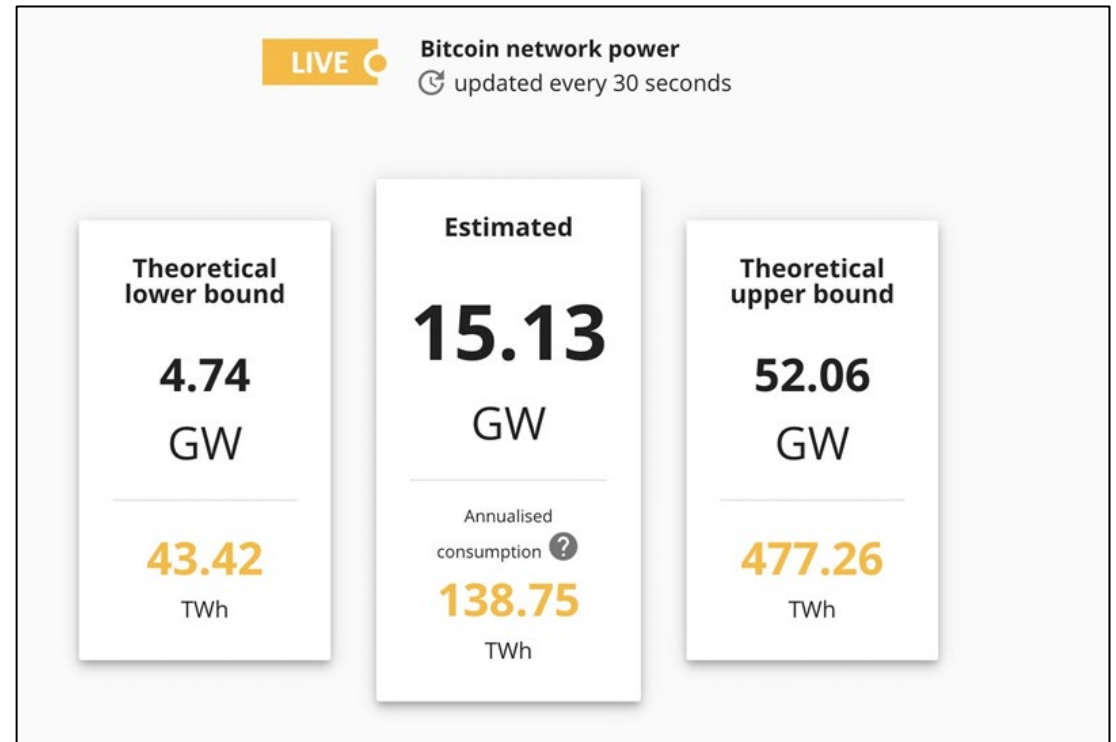 LIVE
Bitcoin network power
updated every 30 seconds
Theoretical
lower bound
4.74
GW
43.42
TWh
Estimated
15.13
GW
Annualised
consumption ?
138.75
TWh
Theoretical
upper bound
52.06
GW
477.26
TWh